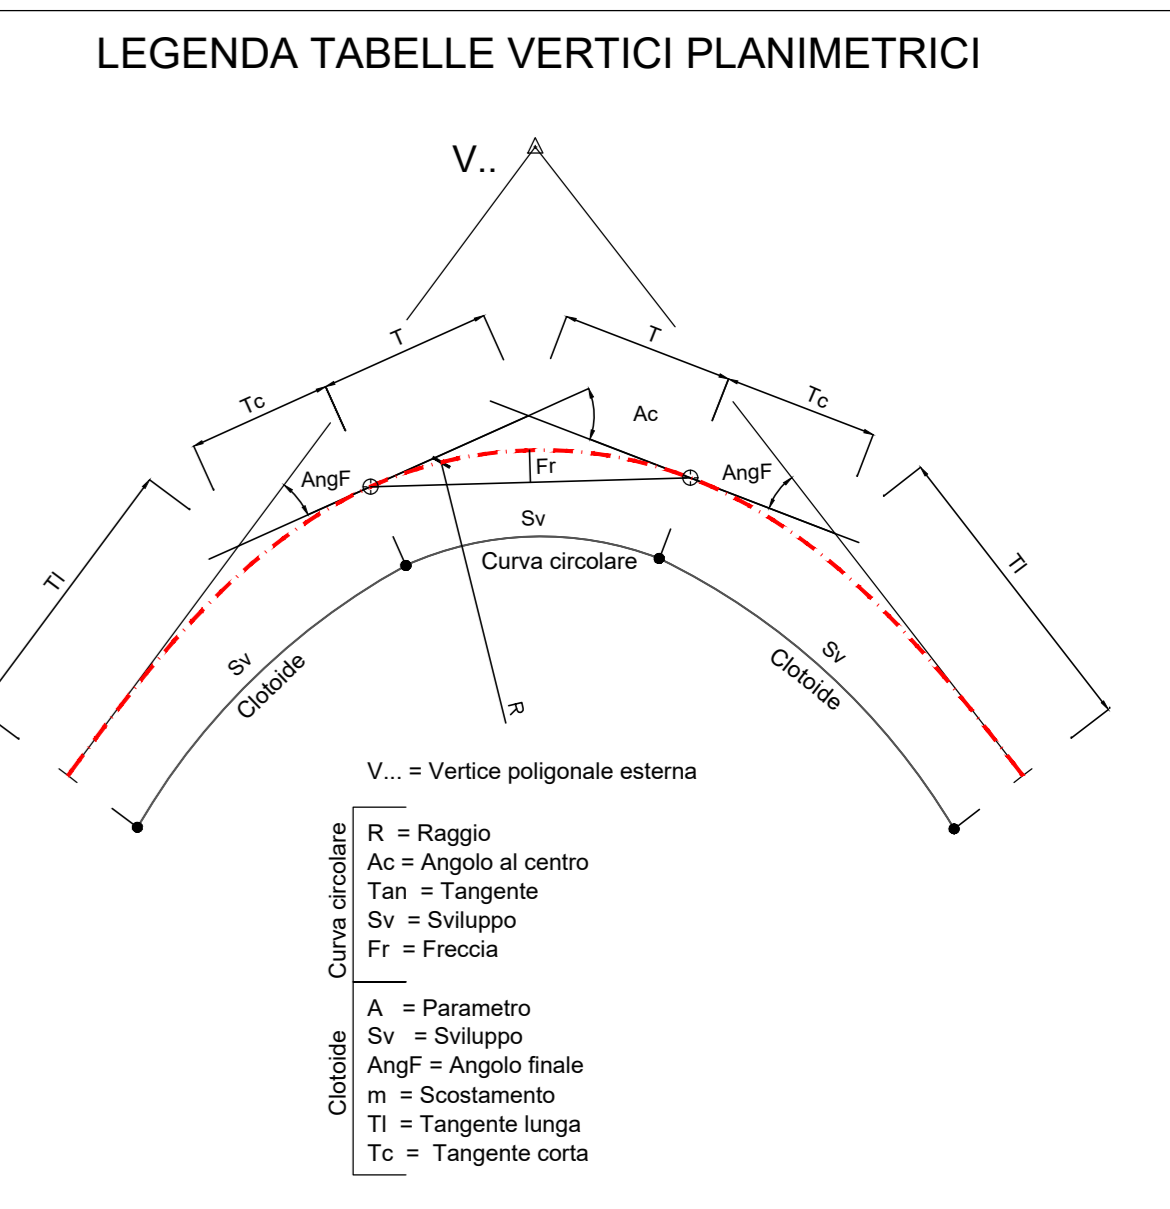 LEGENDA TABELLE VERTICI PLANIMETRICI
V..
T
T
Tc
Tc
Ac
AngF
Fr
AngF
Sv
Curva circolare
Tl
Tl
Sv
Clotoide
Sv
Clotoide
R
V... = Vertice poligonale esterna
Curva circolare
R = Raggio
Ac = Angolo al centro
Tan = Tangente
Sv = Sviluppo
Fr = Freccia
Clotoide
A = Parametro
Sv = Sviluppo
AngF = Angolo finale
m = Scostamento
Tl = Tangente lunga
Tc = Tangente corta